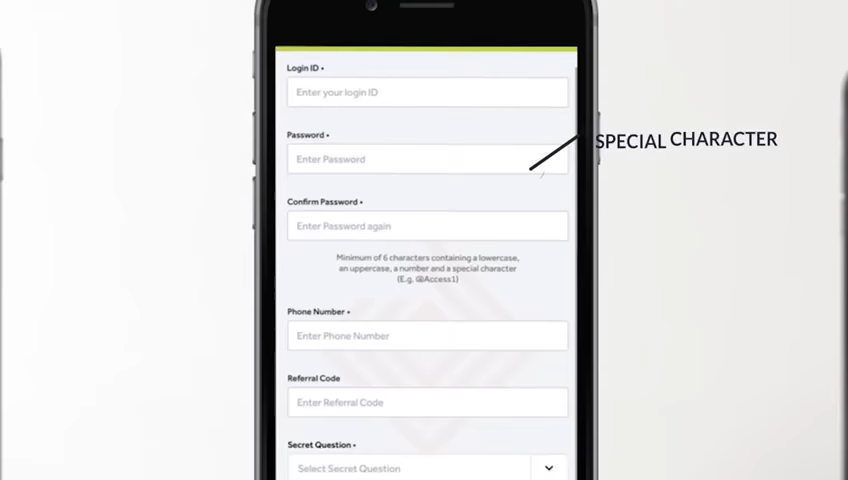 Login ID •
Enter your login ID
Password •
Enter Password
SPECIAL CHARACTER
Confirm Password •
Enter Password again
Minimum of 6 characters containing a lowercase,
an uppercase, a number and a special character
(E.g. @Access1)
Phone Number •
Enter Phone Number
Referral Code
Enter Referral Code
Secret Question •
Select Secret Question